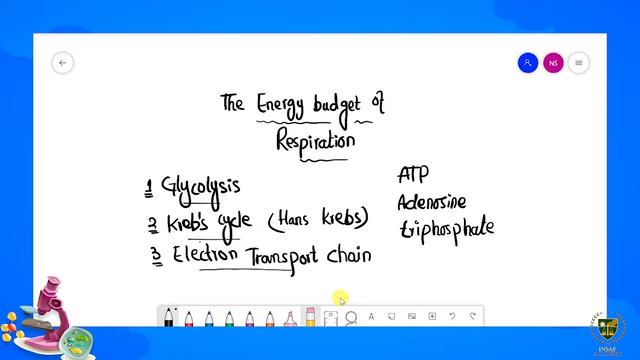 NS
The Energy budget of
Respiration
1 Glycolysis
2 Kreb's cycle (Hans Krebs)
3 Electron Transport chain
ATP
Adenosine
triphosphate
A
INSAF